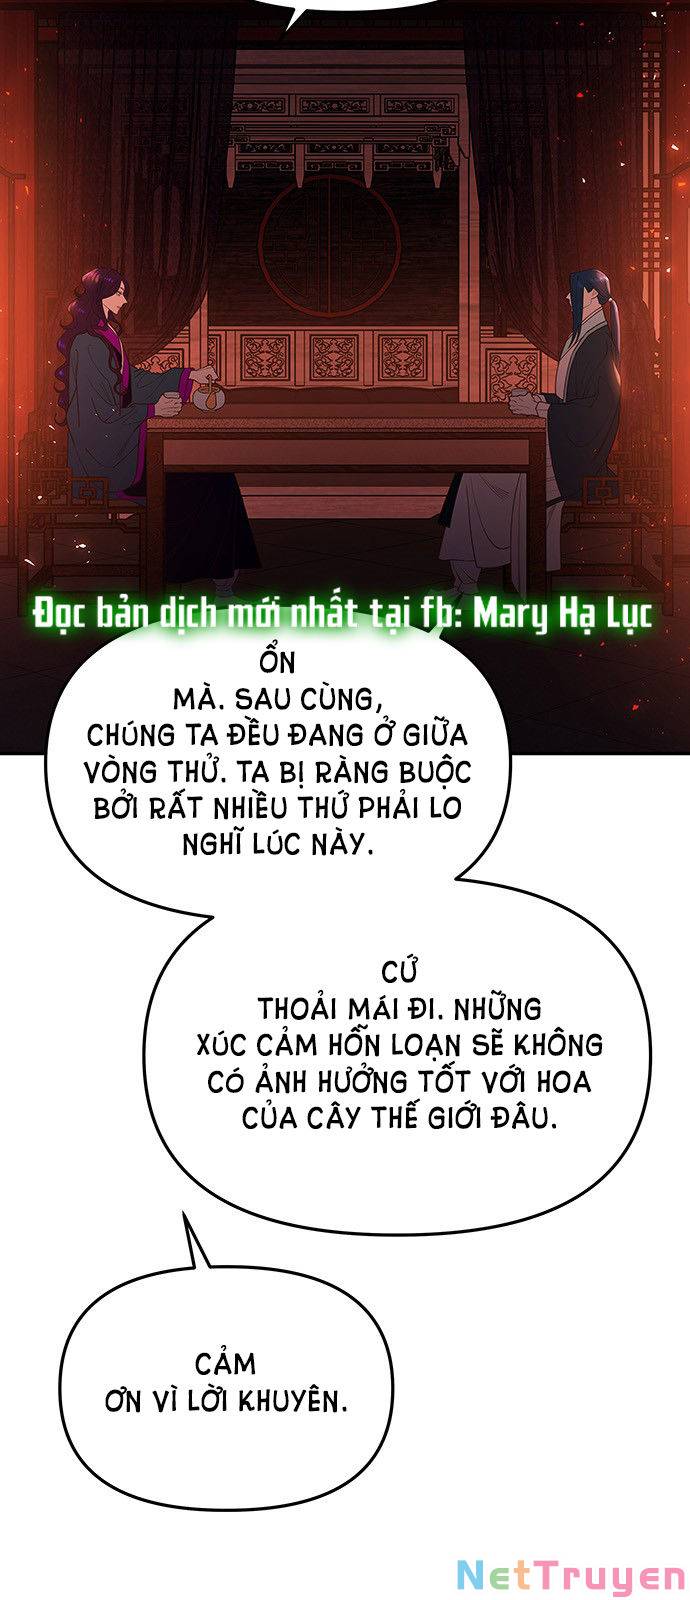 Đọc bản dịch mới nhất tại fb: Mary Hạ Lục
ỔN
MÀ. SAU CÙNG,
CHÚNG TA ĐỀU ĐANG Ở GIỮA
VÒNG THỬ. TA BỊ RÀNG BUỘC
BỞI RẤT NHIỀU THỨ PHẢI LO
NGHĨ LÚC NÀY.
CỨ
THOẢI MÁI ĐI. NHỮNG
XÚC CẢM HỖN LOẠN SẼ KHÔNG
CÓ ẢNH HƯỞNG TỐT VỚI HOA
CỦA CÂY THẾ GIỚI ĐÂU.
CẢM
ƠN VÌ LỜI KHUYÊN.
NetTruyen